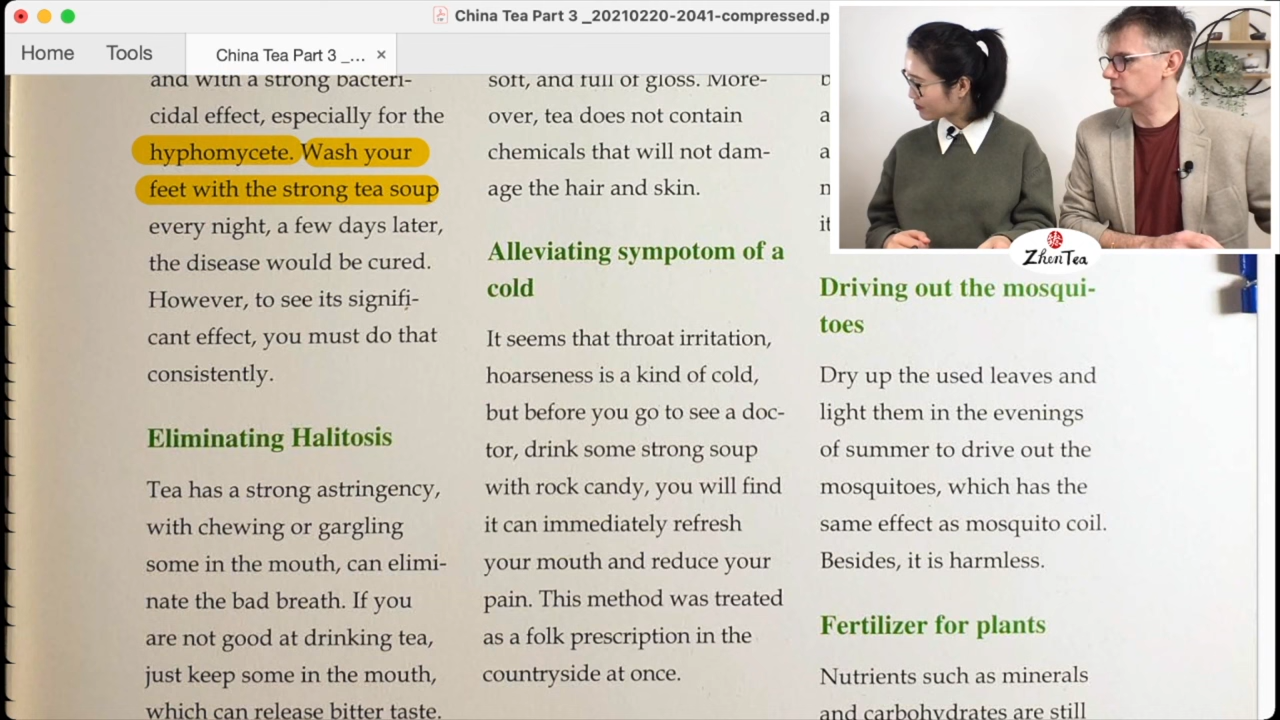 China Tea Part 3 _20210220-2041-compressed.p
Home
Tools
China Tea Part 3 _... ×
and with a strong bacteri-
cidal effect, especially for the
hyphomycete. Wash your
feet with the strong tea soup
every night, a few days later,
the disease would be cured.
However, to see its signifi-
cant effect, you must do that
consistently.
Eliminating Halitosis
Tea has a strong astringency,
with chewing or gargling
some in the mouth, can elimi-
nate the bad breath. If you
are not good at drinking tea,
just keep some in the mouth,
which can release bitter taste.
soft, and full of gloss. More-
over, tea does not contain
chemicals that will not dam-
age the hair and skin.
Alleviating sympotom of a
cold
It seems that throat irritation,
hoarseness is a kind of cold,
but before you go to see a doc-
tor, drink some strong soup
with rock candy, you will find
it can immediately refresh
your mouth and reduce your
pain. This method was treated
as a folk prescription in the
countryside at once.
it
Driving out the mosqui-
toes
Dry up the used leaves and
light them in the evenings
of summer to drive out the
mosquitoes, which has the
same effect as mosquito coil.
Besides, it is harmless.
Fertilizer for plants
Nutrients such as minerals
and carbohydrates are still
ZhenTea